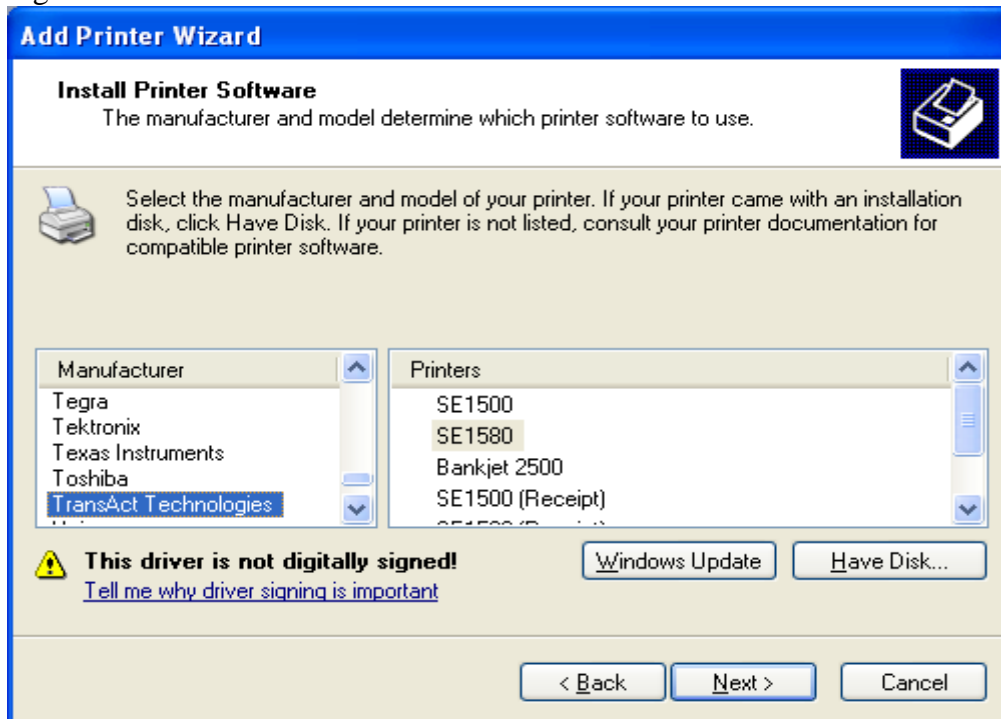 Add Printer Wizard
Install Printer Software
The manufacturer and model determine which printer software to use.
Select the manufacturer and model of your printer. If your printer came with an installation
disk, click Have Disk. If your printer is not listed, consult your printer documentation for
compatible printer software.
Manufacturer
Tegra
Tektronix
Texas Instruments
Toshiba
TransAct Technologies
Printers
SE1500
SE1580
Bankjet 2500
SE1500 (Receipt)
This driver is not digitally signed!
Tell me why driver signing is important
Windows Update
Have Disk...
< Back
Next >
Cancel